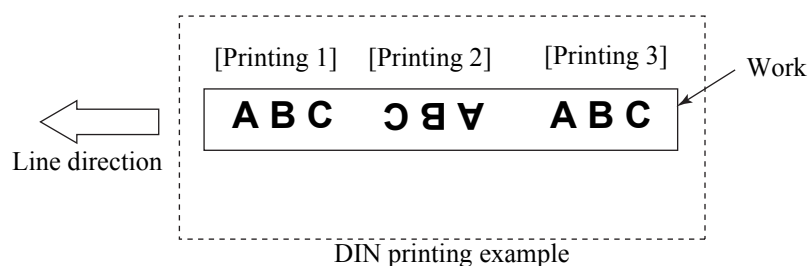 [Printing 1] [Printing 2] [Printing 3]
Work
A B C A B C A B C
Line direction
DIN printing example